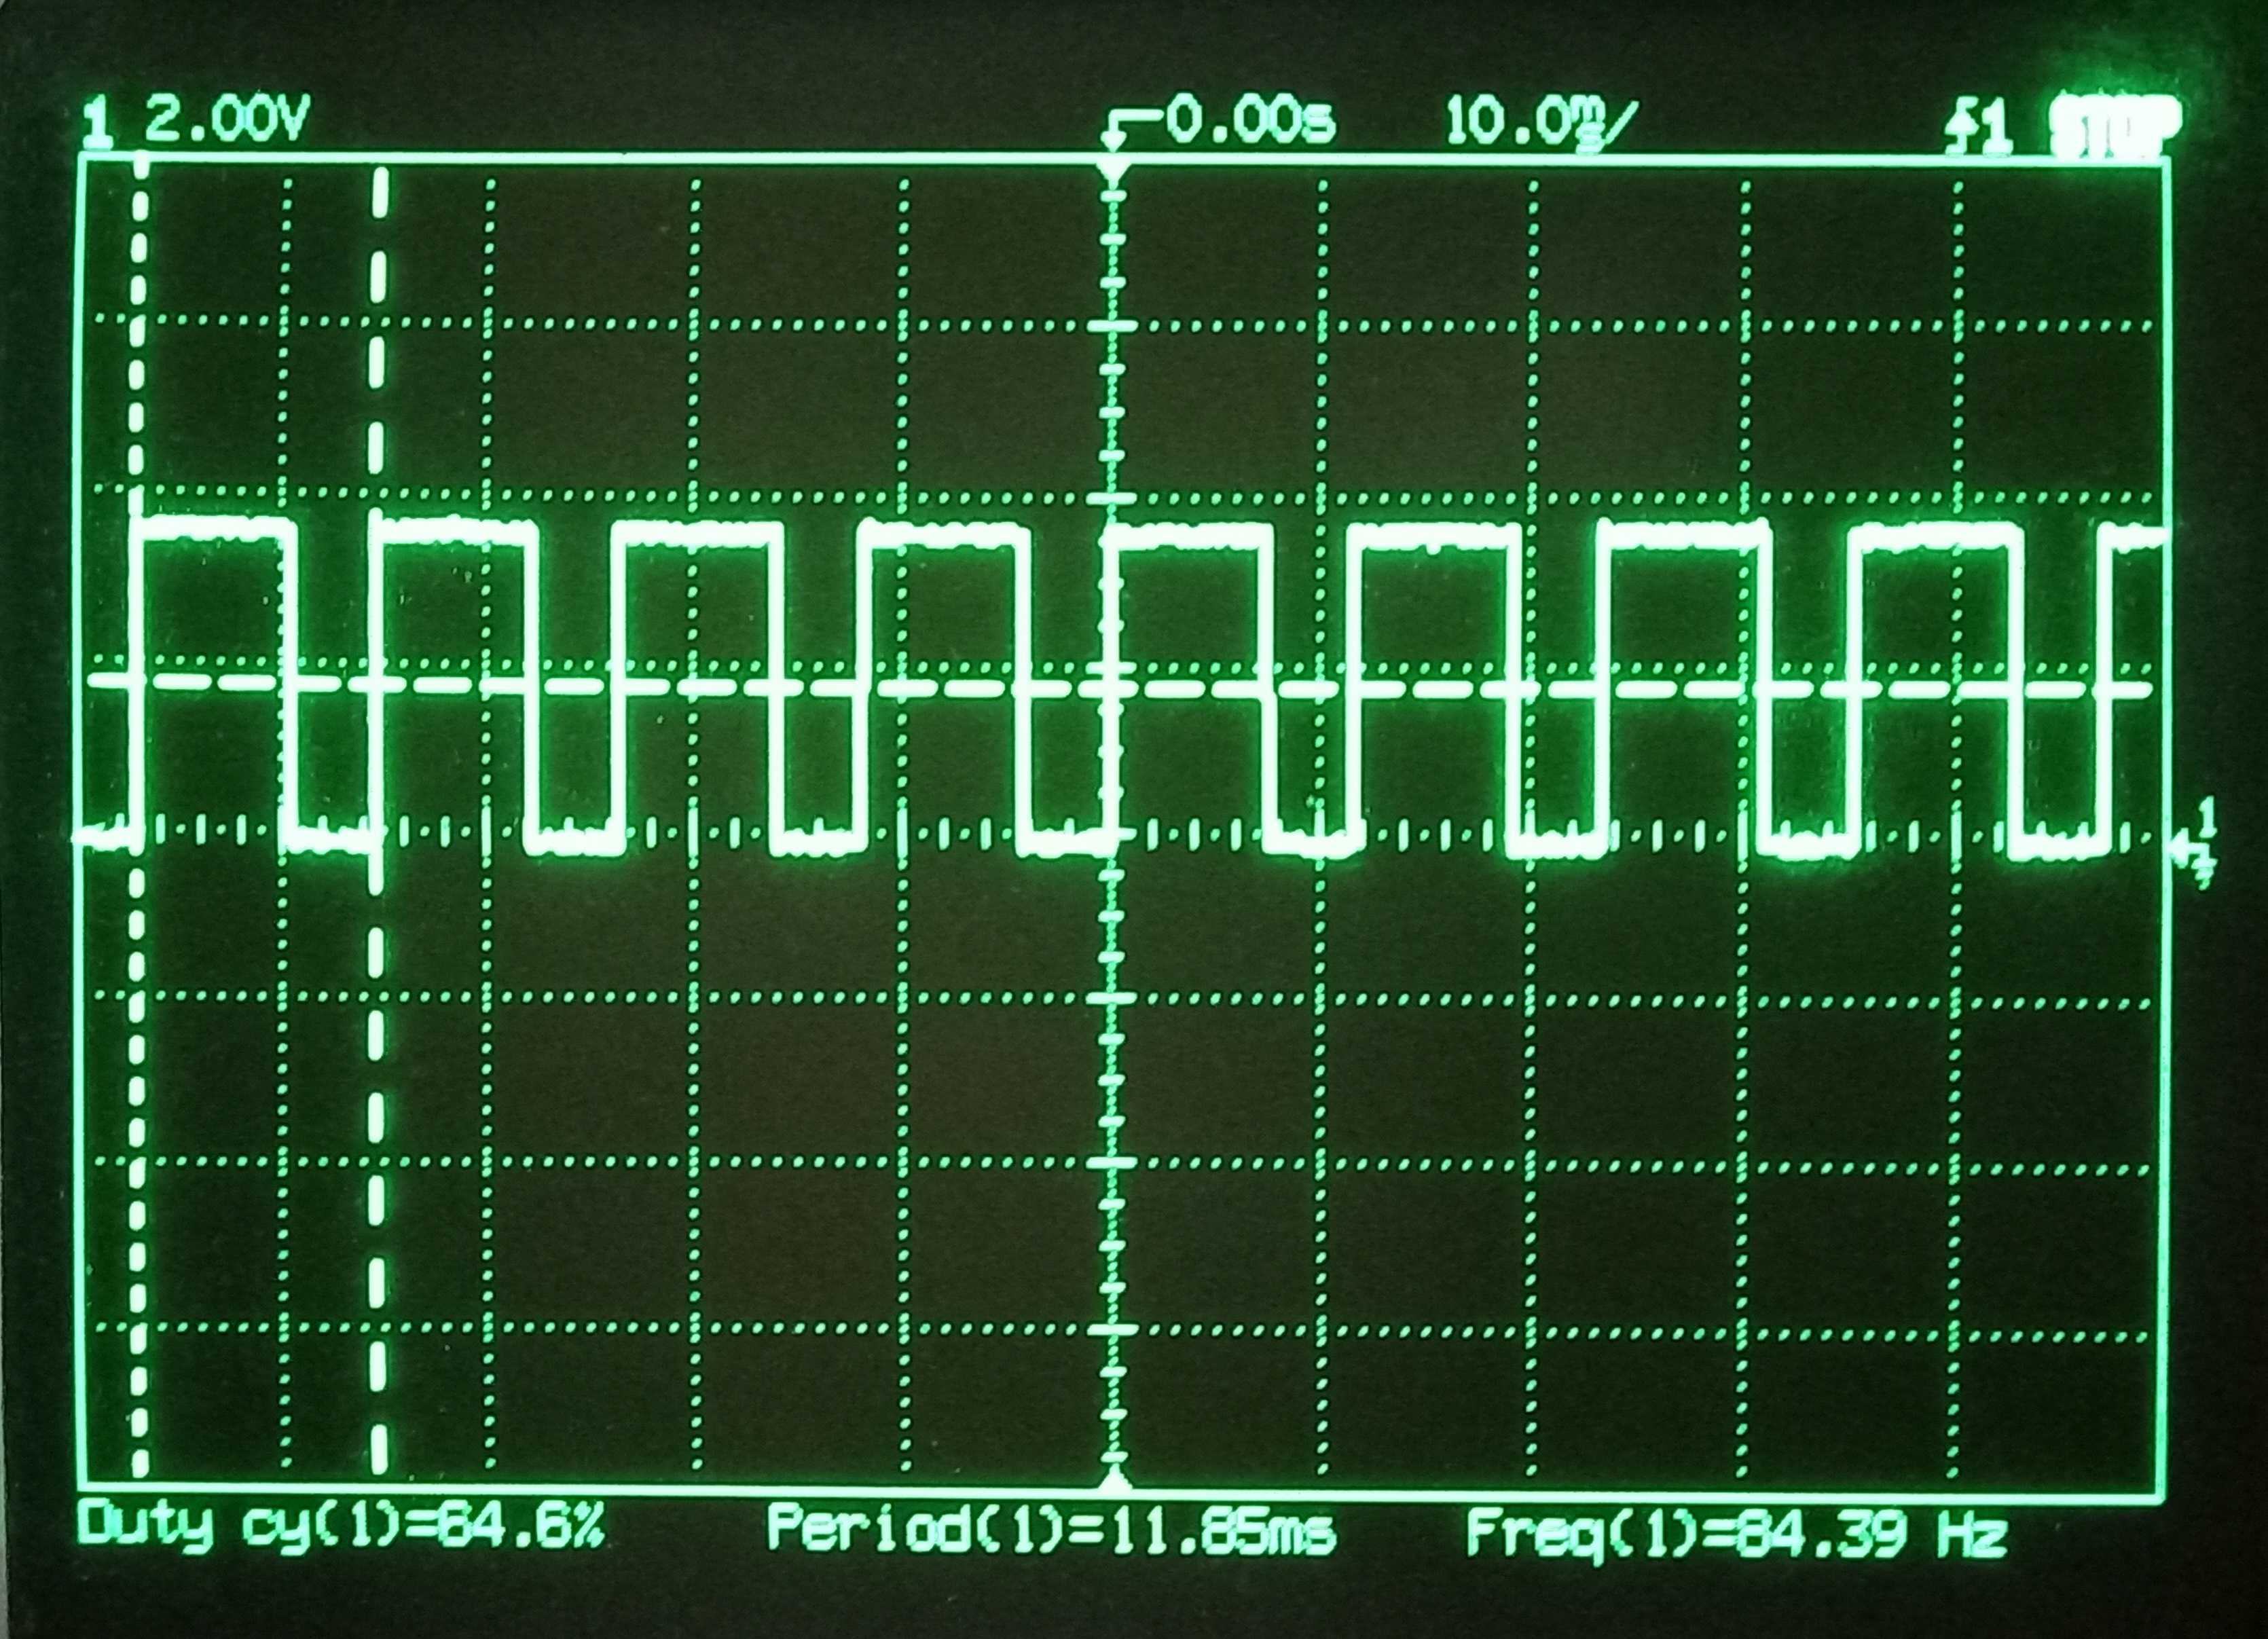 1 2.00V 0.00s 10.0ms/ 1 STOP
1
Duty cy(1)=64.6% Period(1)=11.85ms Freq(1)=84.39 Hz